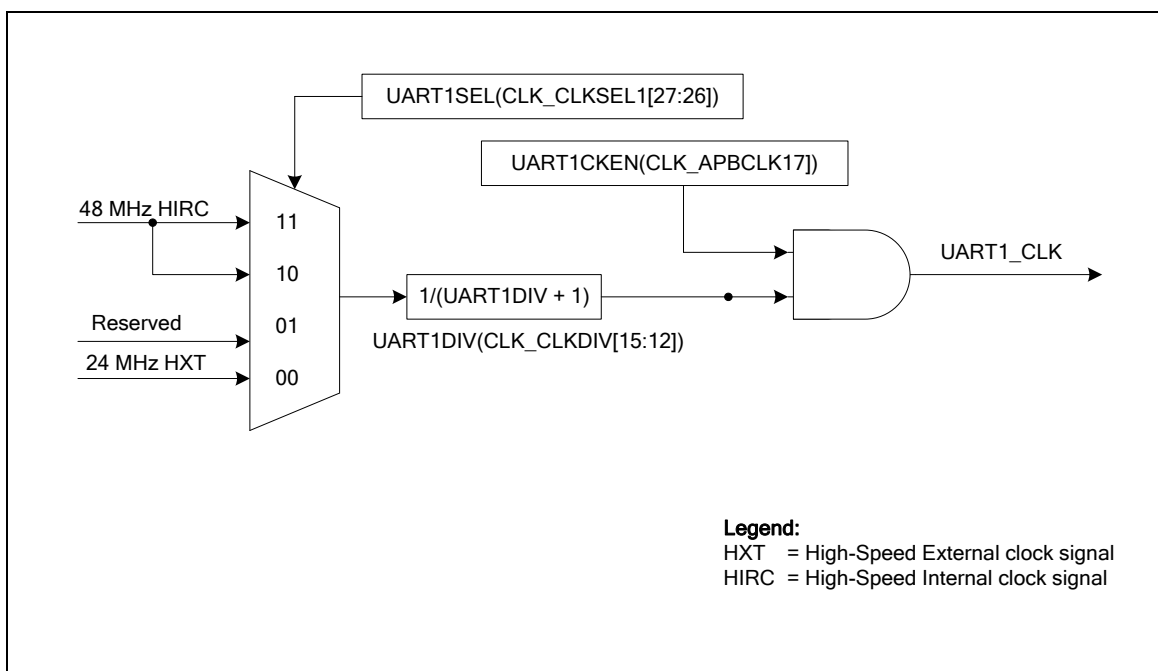 UART1SEL(CLK_CLKSEL1[27:26])
UART1CKEN(CLK_APBCLK17])
48 MHz HIRC
11
10
Reserved
01
24 MHz HXT
00
1/(UART1DIV + 1)
UART1DIV(CLK_CLKDIV[15:12])
UART1_CLK
Legend:
HXT = High-Speed External clock signal
HIRC = High-Speed Internal clock signal